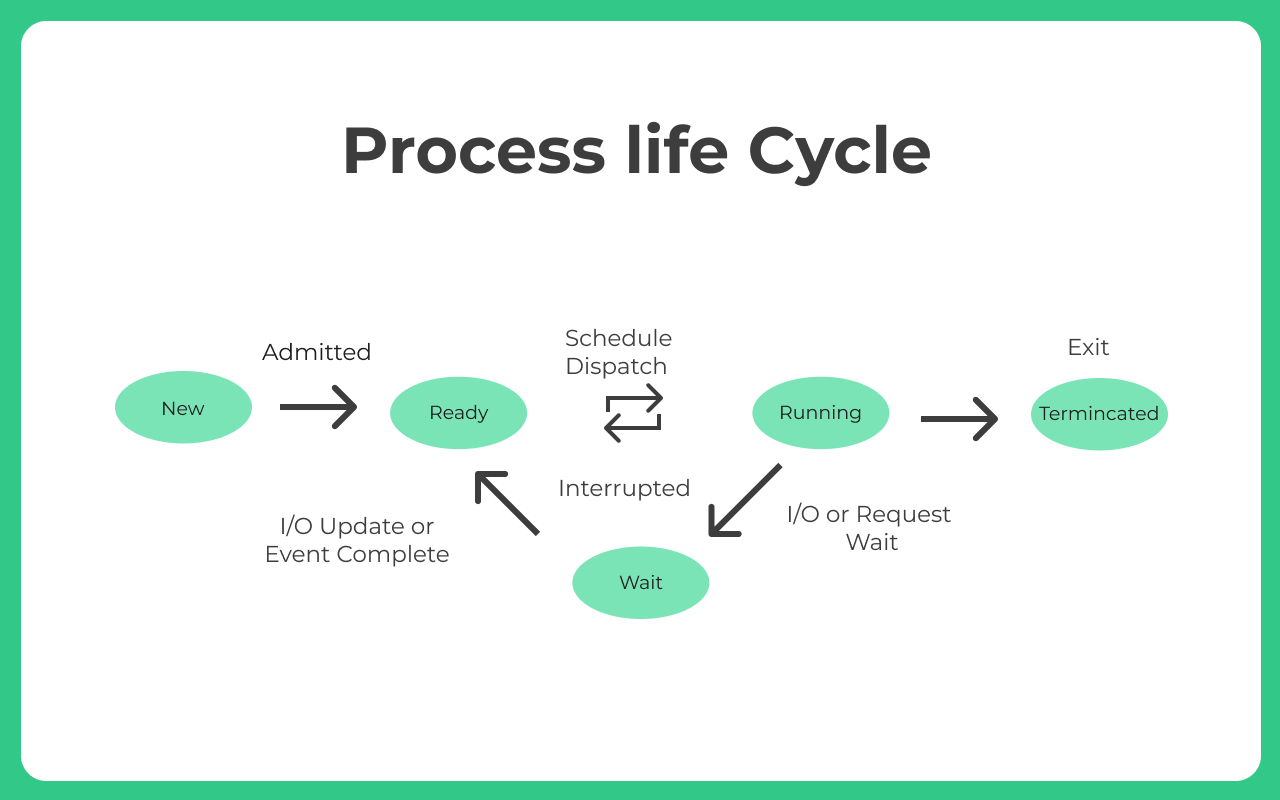 Process life Cycle
Admitted
Schedule
Dispatch
Exit
New
Ready
Running
Termincated
Interrupted
I/O Update or
Event Complete
I/O or Request
Wait
Wait